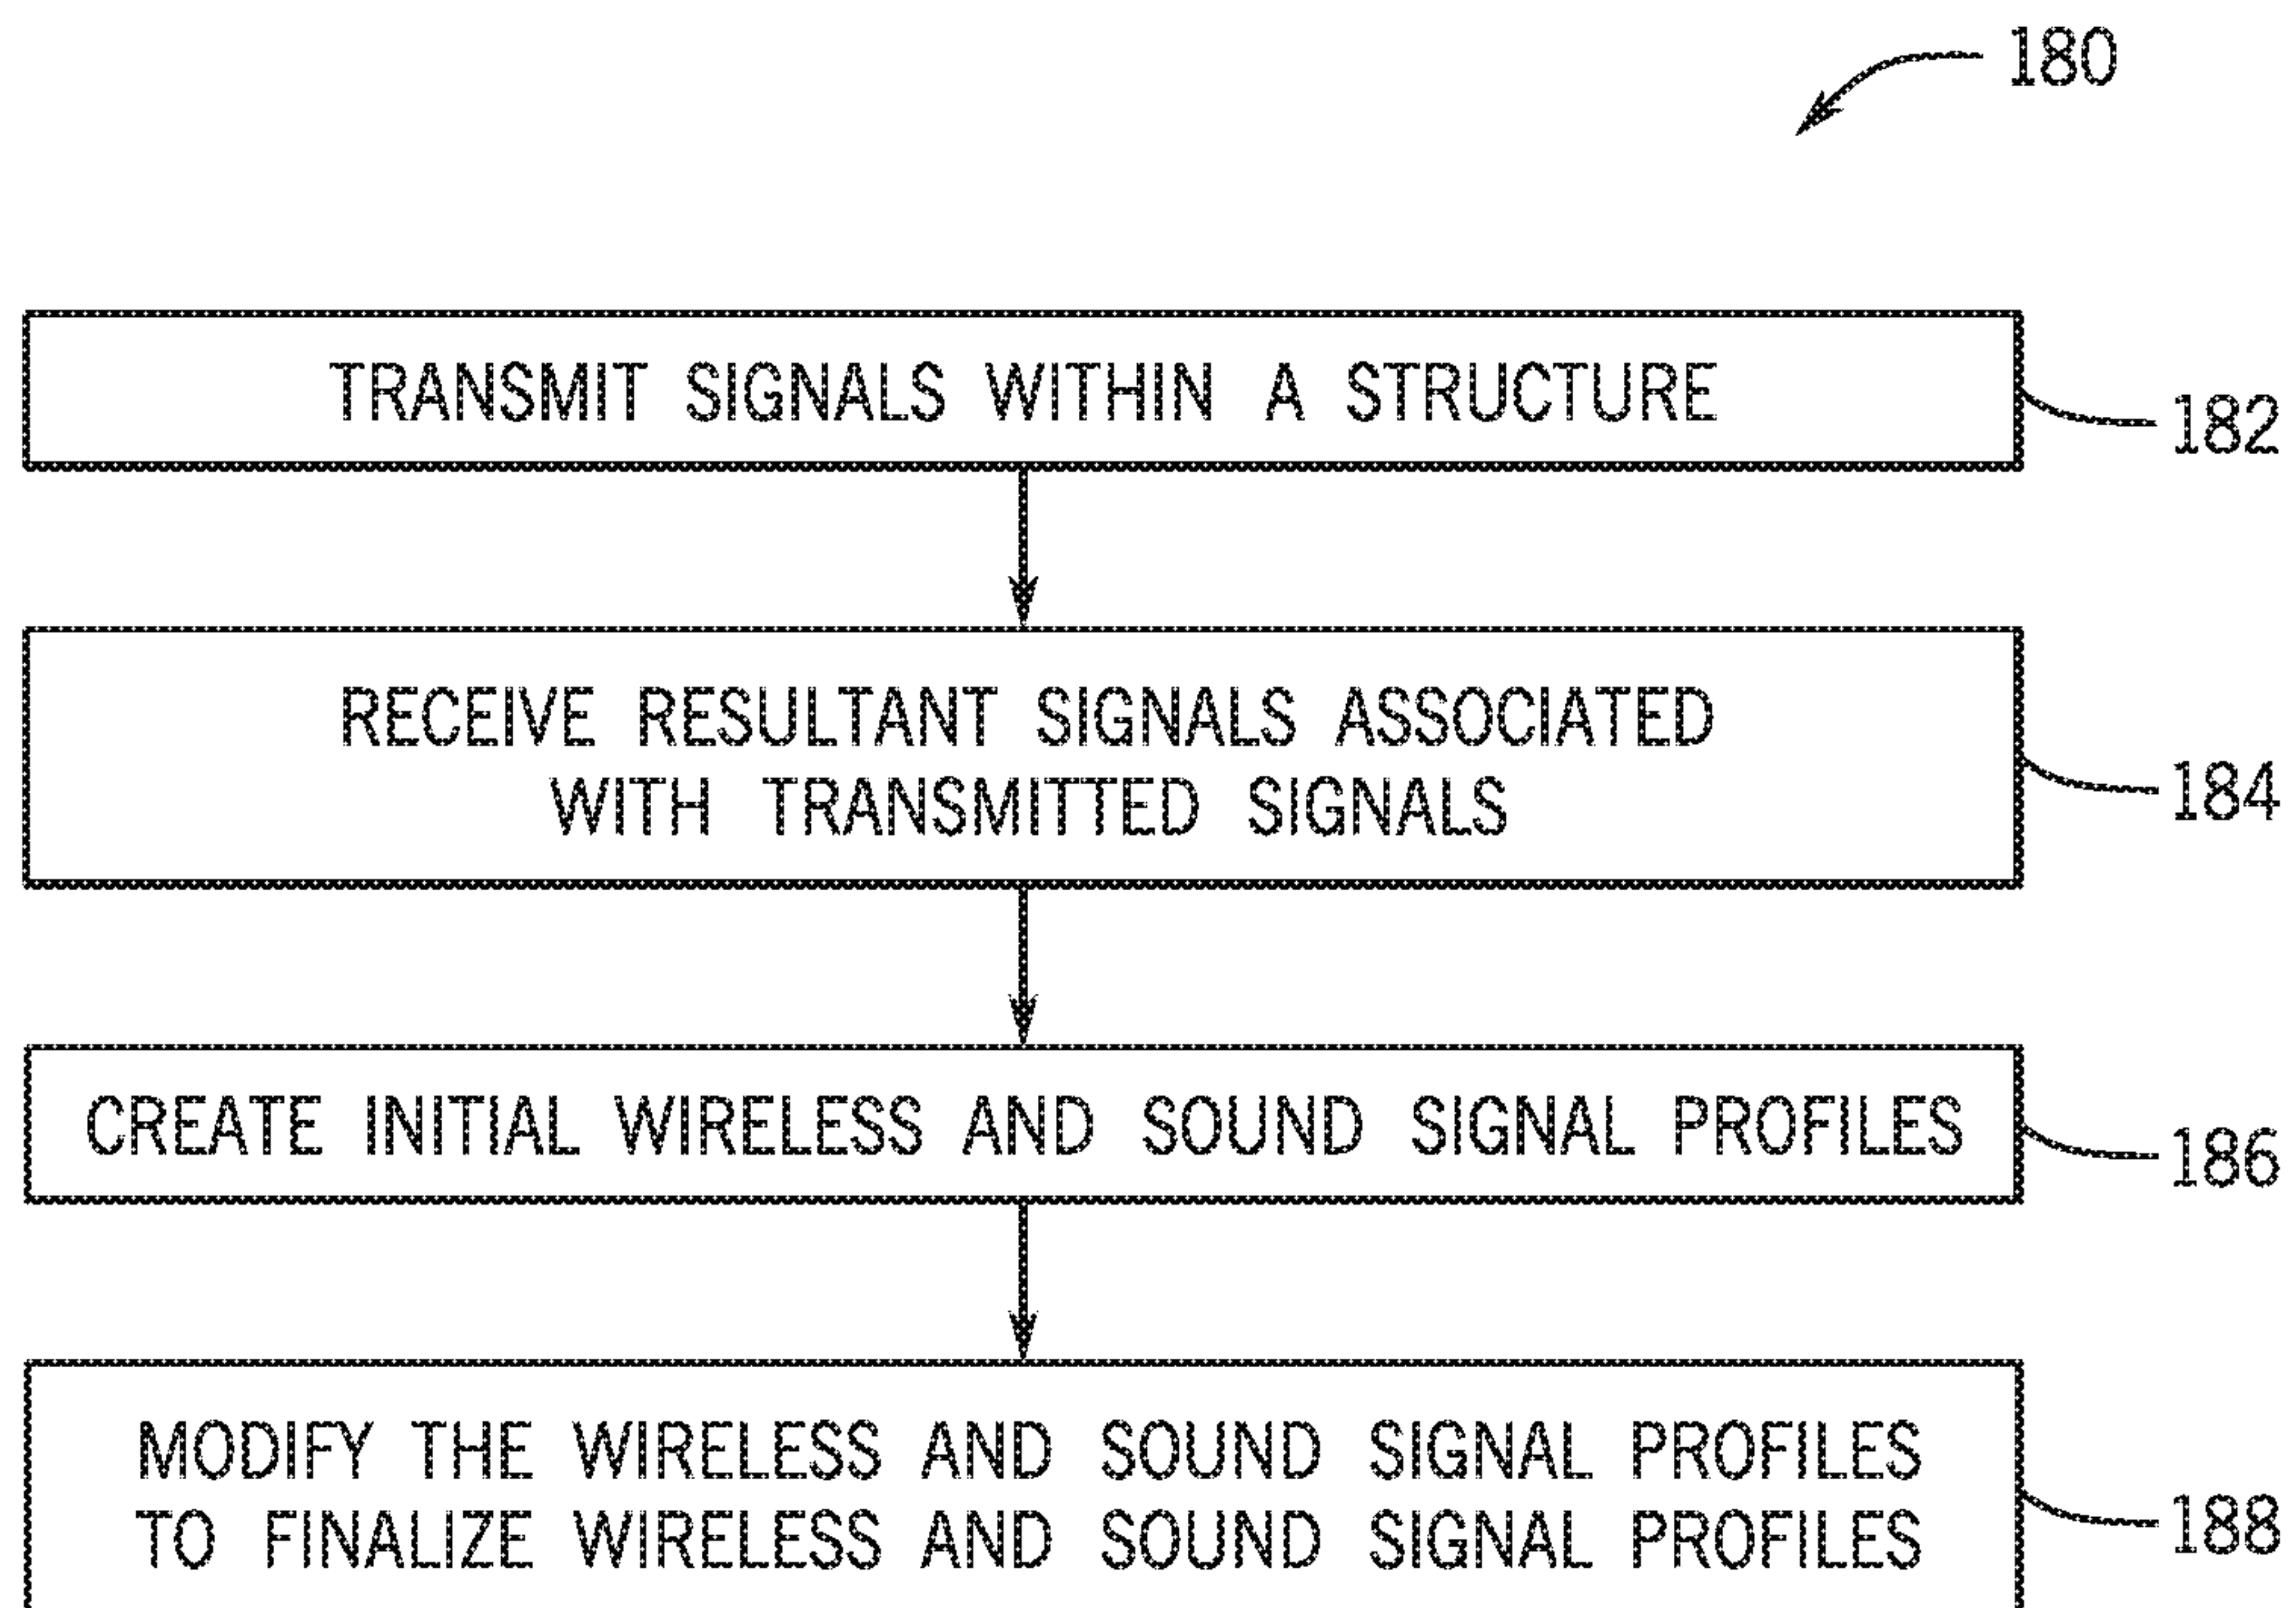 180
TRANSMIT SIGNALS WITHIN A STRUCTURE
182
RECEIVE RESULTANT SIGNALS ASSOCIATED
WITH TRANSMITTED SIGNALS
184
CREATE INITIAL WIRELESS AND SOUND SIGNAL PROFILES
186
MODIFY THE WIRELESS AND SOUND SIGNAL PROFILES
TO FINALIZE WIRELESS AND SOUND SIGNAL PROFILES
188